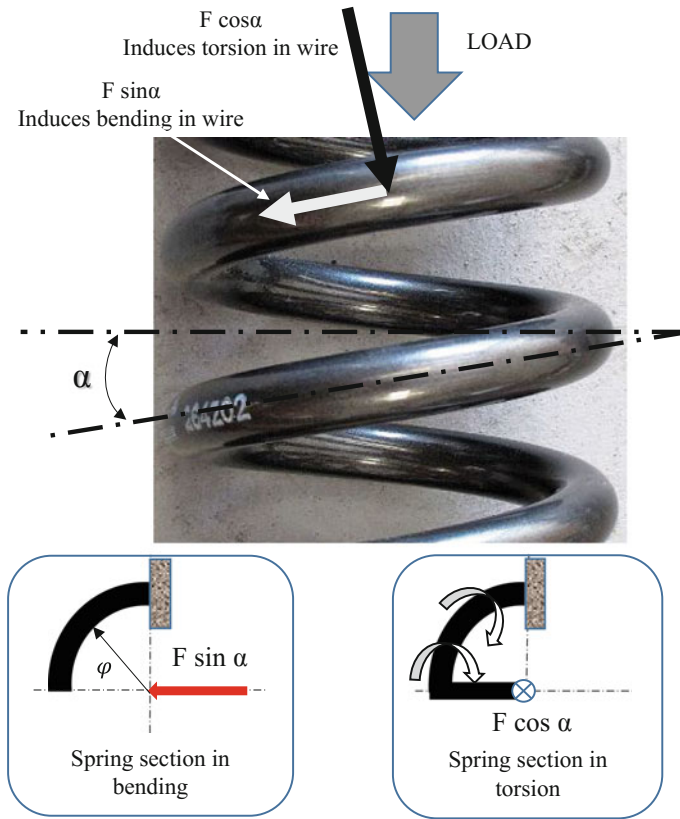 F cosα
Induces torsion in wire
LOAD
F sinα
Induces bending in wire
α
264202
φ
F sin α
Spring section in
bending
F cos α
Spring section in
torsion